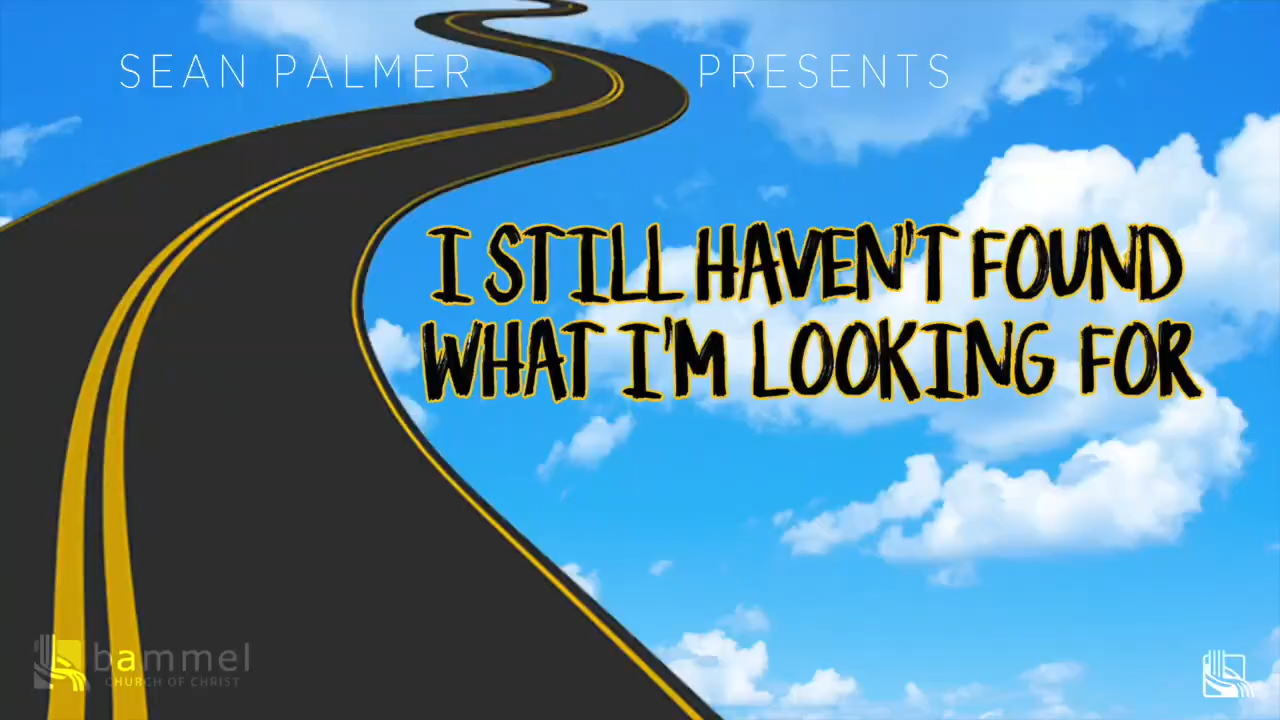 SEAN PALMER PRESENTS
I STILL HAVEN'T FOUND
WHAT I'M LOOKING FOR
bammel
CHURCH OF CHRIST